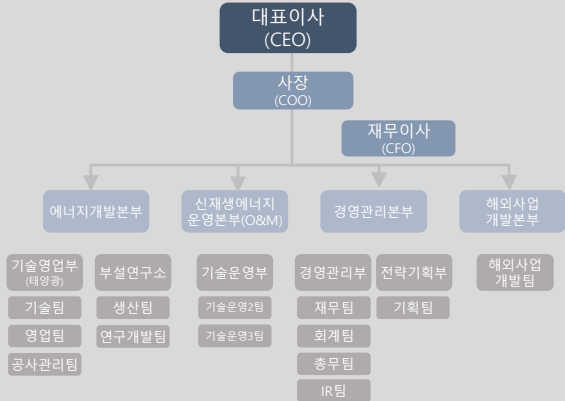 대표이사
(CEO)
사장
(COO)
재무이사
(CFO)
에너지개발본부
신재생에너지
운영본부(O&M)
경영관리본부
해외사업
개발본부
기술영업부
(태양광)
부설연구소
기술운영부
경영관리부
전략기획부
해외사업
개발팀
기술팀
생산팀
기술운영2팀
재무팀
기획팀
영업팀
연구개발팀
기술운영3팀
회계팀
공사관리팀
총무팀
IR팀